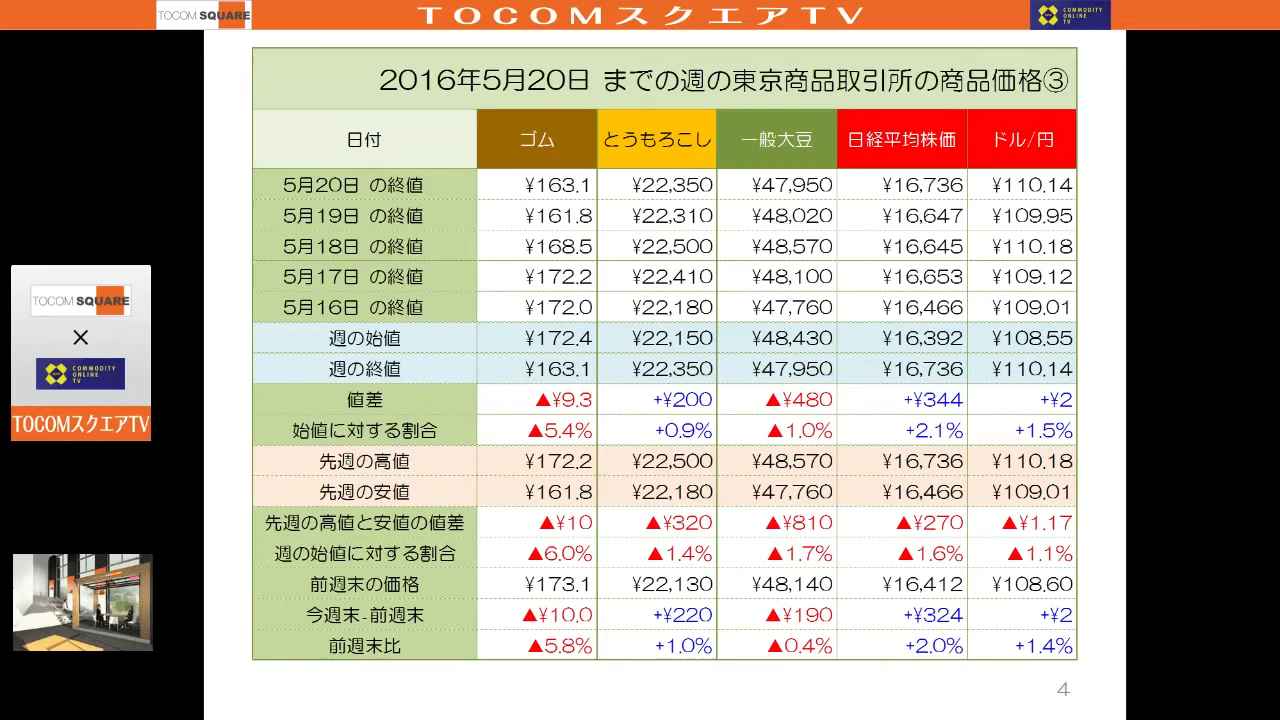 TOCOM SQUARE
TOCOMスクエアTV
COMMODITY
ONLINE
TV
2016年5月20日 までの週の東京商品取引所の商品価格③
日付 ゴム とうもろこし 一般大豆 日経平均株価 ドル/円
5月20日 の終値 ¥163.1 ¥22,350 ¥47,950 ¥16,736 ¥110.14
5月19日 の終値 ¥161.8 ¥22,310 ¥48,020 ¥16,647 ¥109.95
5月18日 の終値 ¥168.5 ¥22,500 ¥48,570 ¥16,645 ¥110.18
5月17日 の終値 ¥172.2 ¥22,410 ¥48,100 ¥16,653 ¥109.12
5月16日 の終値 ¥172.0 ¥22,180 ¥47,760 ¥16,466 ¥109.01
週の始値 ¥172.4 ¥22,150 ¥48,430 ¥16,392 ¥108.55
週の終値 ¥163.1 ¥22,350 ¥47,950 ¥16,736 ¥110.14
値差 ▲¥9.3 +¥200 ▲¥480 +¥344 +¥2
始値に対する割合 ▲5.4% +0.9% ▲1.0% +2.1% +1.5%
先週の高値 ¥172.2 ¥22,500 ¥48,570 ¥16,736 ¥110.18
先週の安値 ¥161.8 ¥22,180 ¥47,760 ¥16,466 ¥109.01
先週の高値と安値の値差 ▲¥10 ▲¥320 ▲¥810 ▲¥270 ▲¥1.17
週の始値に対する割合 ▲6.0% ▲1.4% ▲1.7% ▲1.6% ▲1.1%
前週末の価格 ¥173.1 ¥22,130 ¥48,140 ¥16,412 ¥108.60
今週末-前週末 ▲¥10.0 +¥220 ▲¥190 +¥324 +¥2
前週末比 ▲5.8% +1.0% ▲0.4% +2.0% +1.4%
TOCOM SQUARE
×
COMMODITY
ONLINE
TV
TOCOMスクエアTV
4